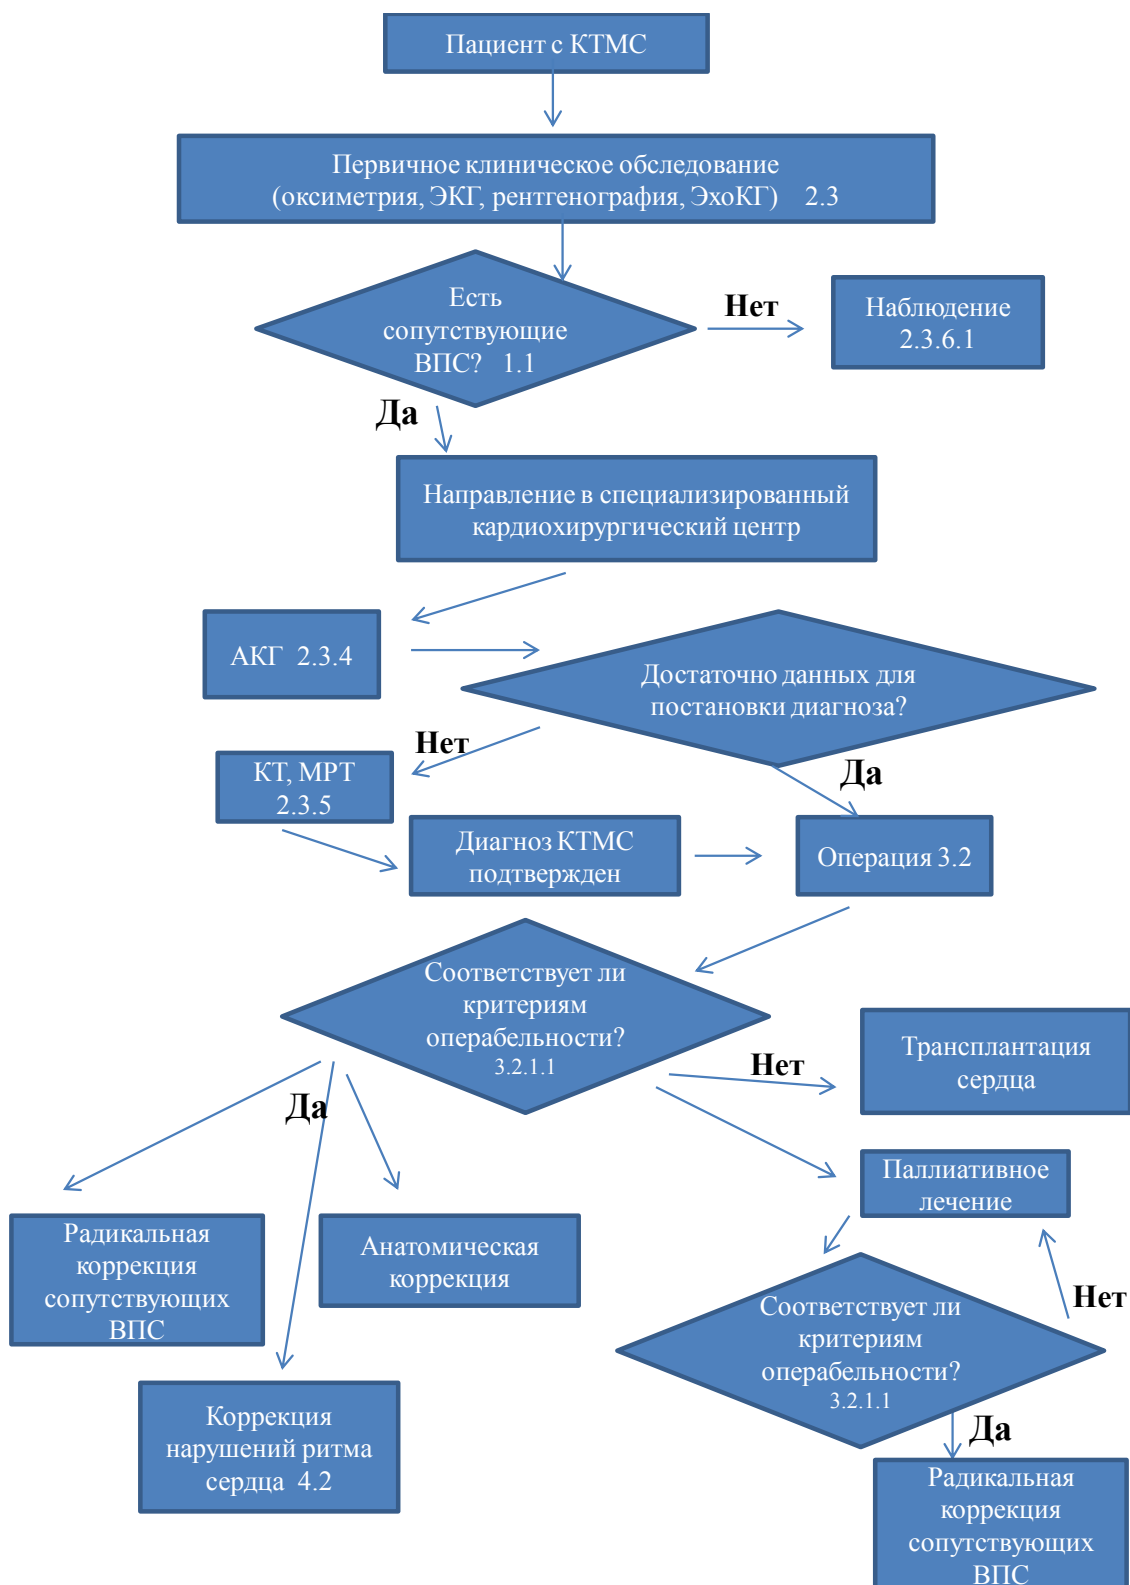 Пациент с КТМС
Первичное клиническое обследование
(оксиметрия, ЭКГ, рентгенография, ЭхоКГ) 2.3
Есть
сопутствующие
ВПС? 1.1
Нет
Наблюдение
2.3.6.1
Да
Направление в специализированный
кардиохирургический центр
АКГ 2.3.4
Достаточно данных для
постановки диагноза?
Нет
Да
КТ, МРТ
2.3.5
Диагноз КТМС
подтвержден
Операция 3.2
Соответствует ли
критериям
операбельности?
3.2.1.1
Нет
Трансплантация
сердца
Да
Паллиативное
лечение
Радикальная
коррекция
сопутствующих
ВПС
Анатомическая
коррекция
Нет
Соответствует ли
критериям
операбельности?
3.2.1.1
Коррекция
нарушений ритма
сердца 4.2
Да
Радикальная
коррекция
сопутствующих
ВПС